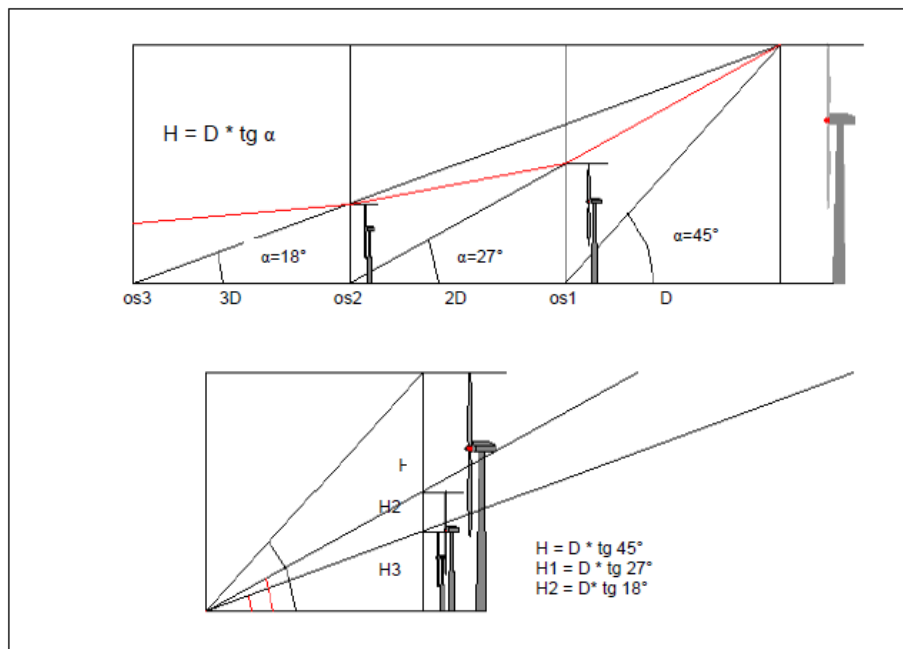 H = D * tg α
α=18°
α=27°
α=45°
os3
3D
os2
2D
os1
D
H
H2
H3
H = D * tg 45°
H1 = D * tg 27°
H2 = D* tg 18°